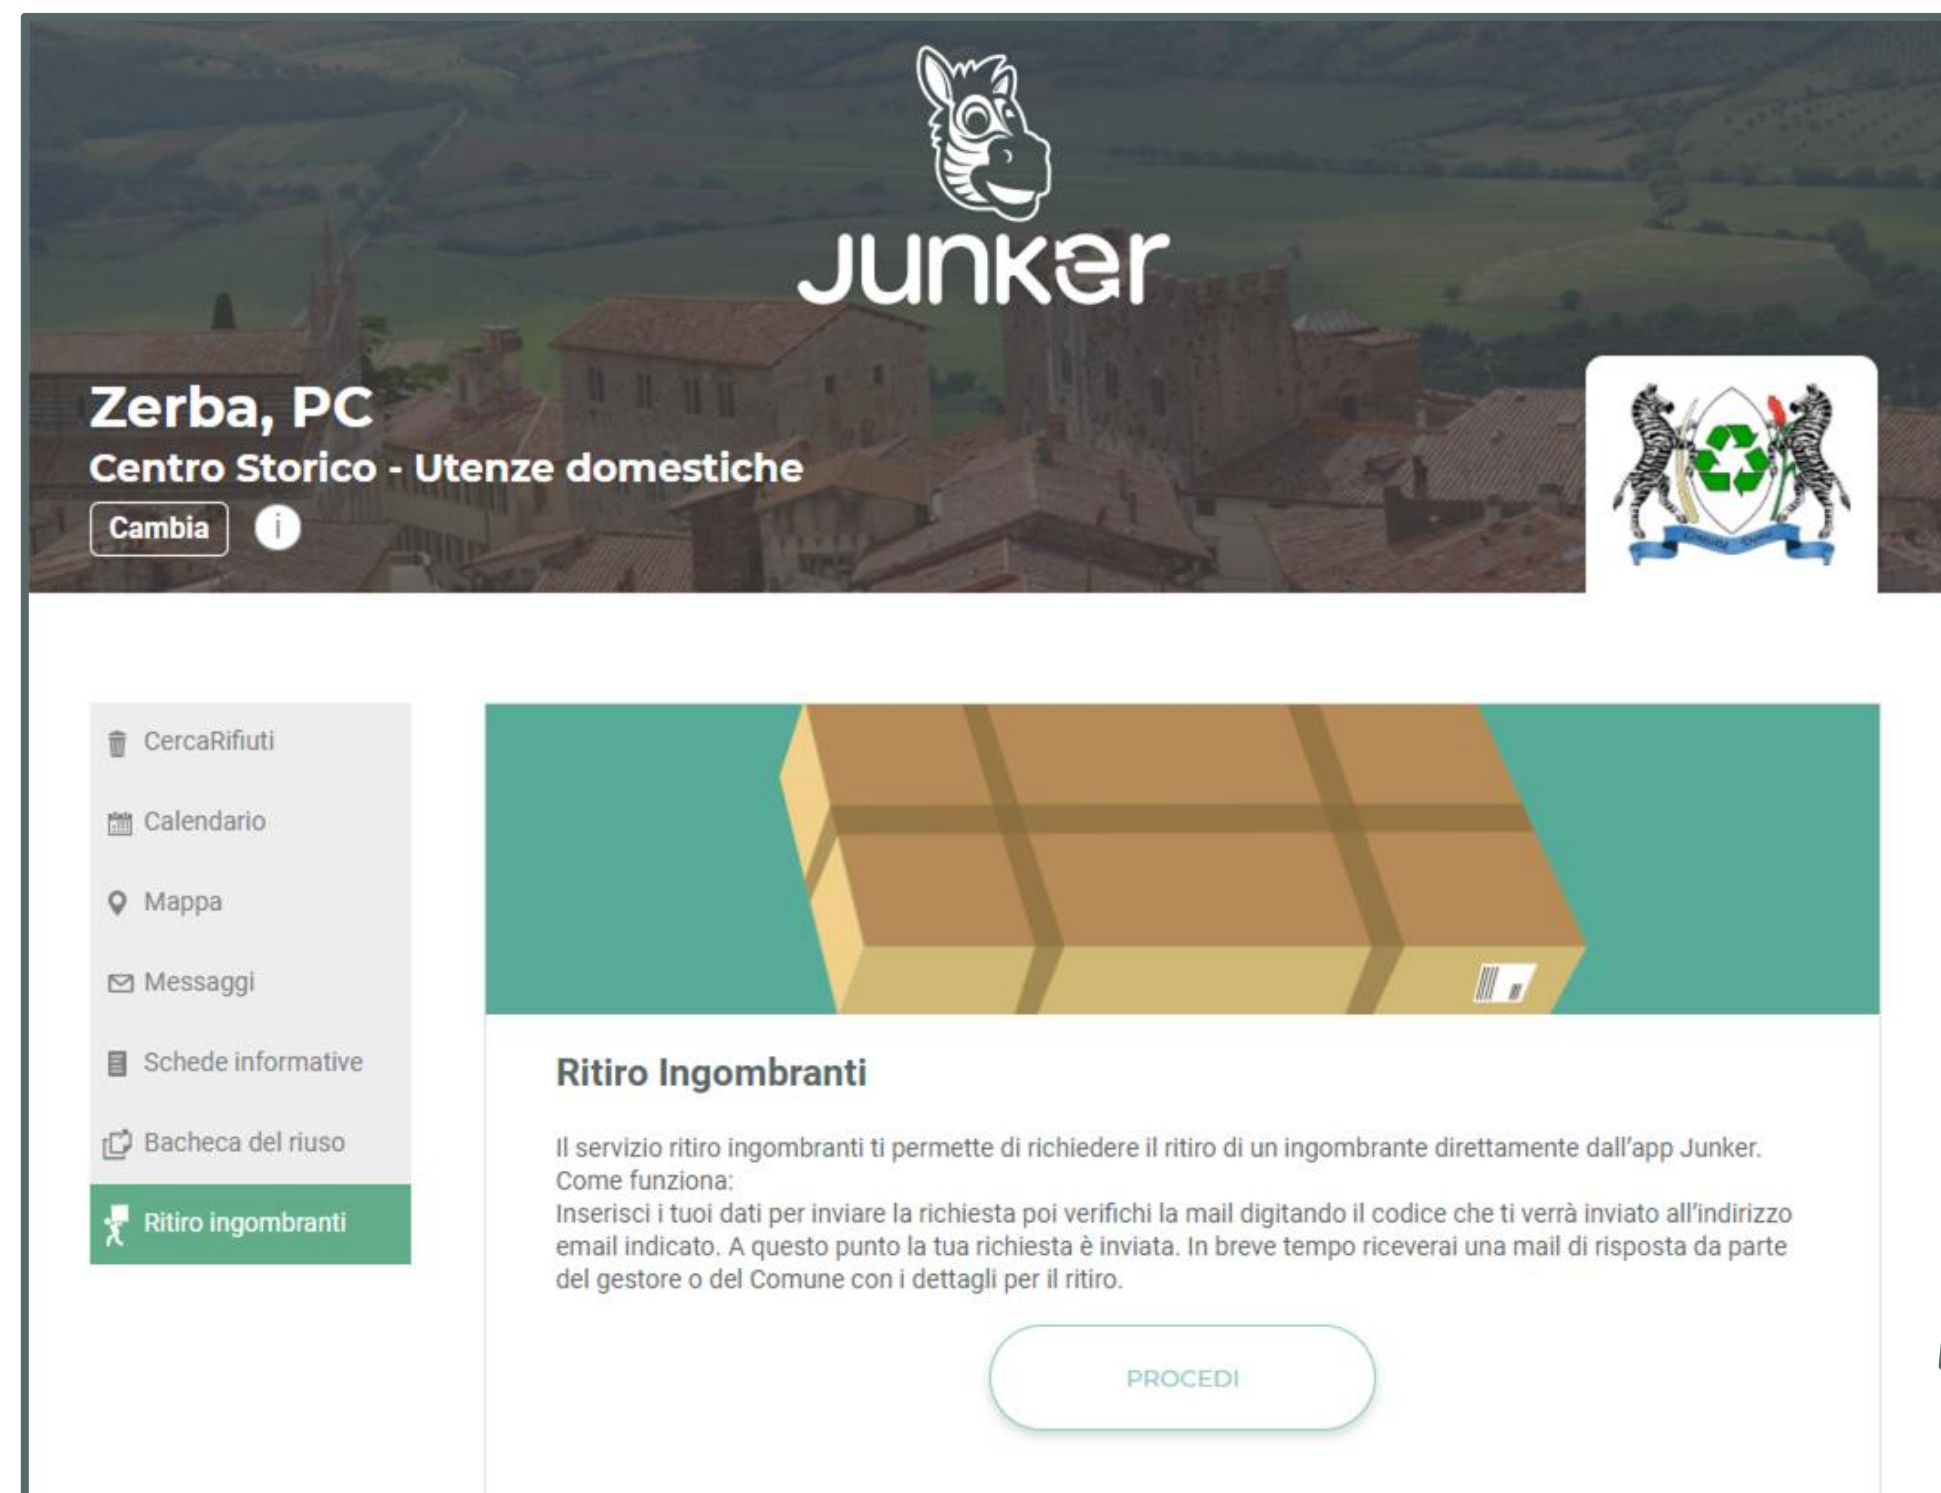 Junker
Zerba, PC
Centro Storico - Utenze domestiche
Cambia
i
CercaRifiuti
Calendario
Mappa
Messaggi
Schede informative
Bacheca del riuso
Ritiro ingombranti
Ritiro Ingombranti
Il servizio ritiro ingombranti ti permette di richiedere il ritiro di un ingombrante direttamente dall'app Junker.
Come funziona:
Inserisci i tuoi dati per inviare la richiesta poi verifichi la mail digitando il codice che ti verrà inviato all'indirizzo
email indicato. A questo punto la tua richiesta è inviata. In breve tempo riceverai una mail di risposta da parte
del gestore o del Comune con i dettagli per il ritiro.
PROCEDI